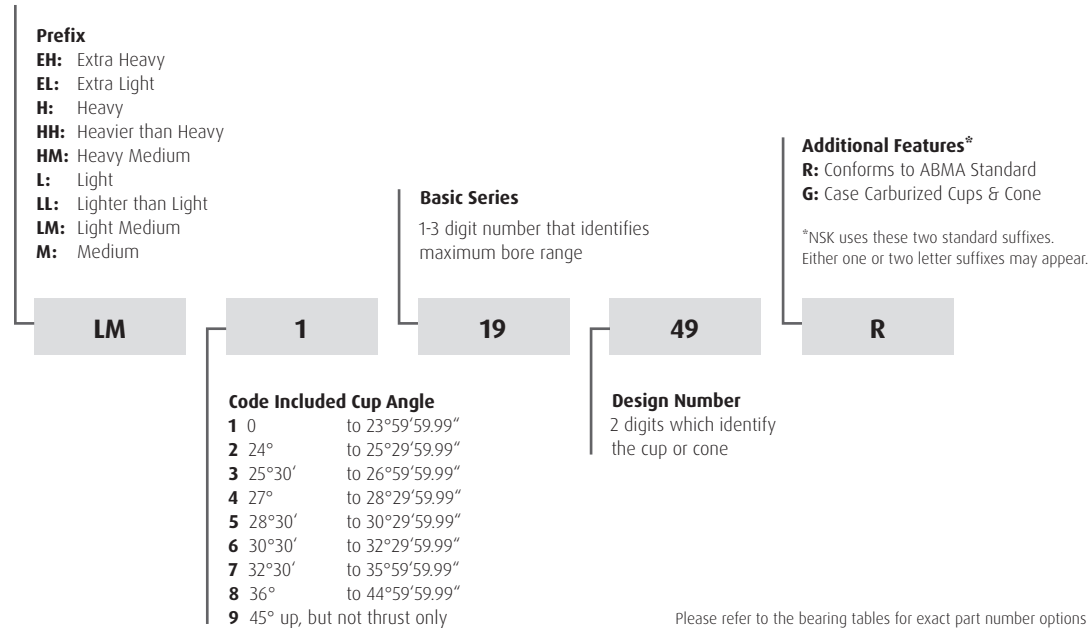 Prefix
EH: Extra Heavy
EL: Extra Light
H: Heavy
HH: Heavier than Heavy
HM: Heavy Medium
L: Light
LL: Lighter than Light
LM: Light Medium
M: Medium
Basic Series
1-3 digit number that identifies
maximum bore range
Additional Features*
R: Conforms to ABMA Standard
G: Case Carburized Cups & Cone
*NSK uses these two standard suffixes.
Either one or two letter suffixes may appear.
LM 1 19 49 R
Code Included Cup Angle
1 0 to 23°59′59.99″
2 24° to 25°29′59.99″
3 25°30′ to 26°59′59.99″
4 27° to 28°29′59.99″
5 28°30′ to 30°29′59.99″
6 30°30′ to 32°29′59.99″
7 32°30′ to 35°59′59.99″
8 36° to 44°59′59.99″
9 45° up, but not thrust only
Design Number
2 digits which identify
the cup or cone
Please refer to the bearing tables for exact part number options